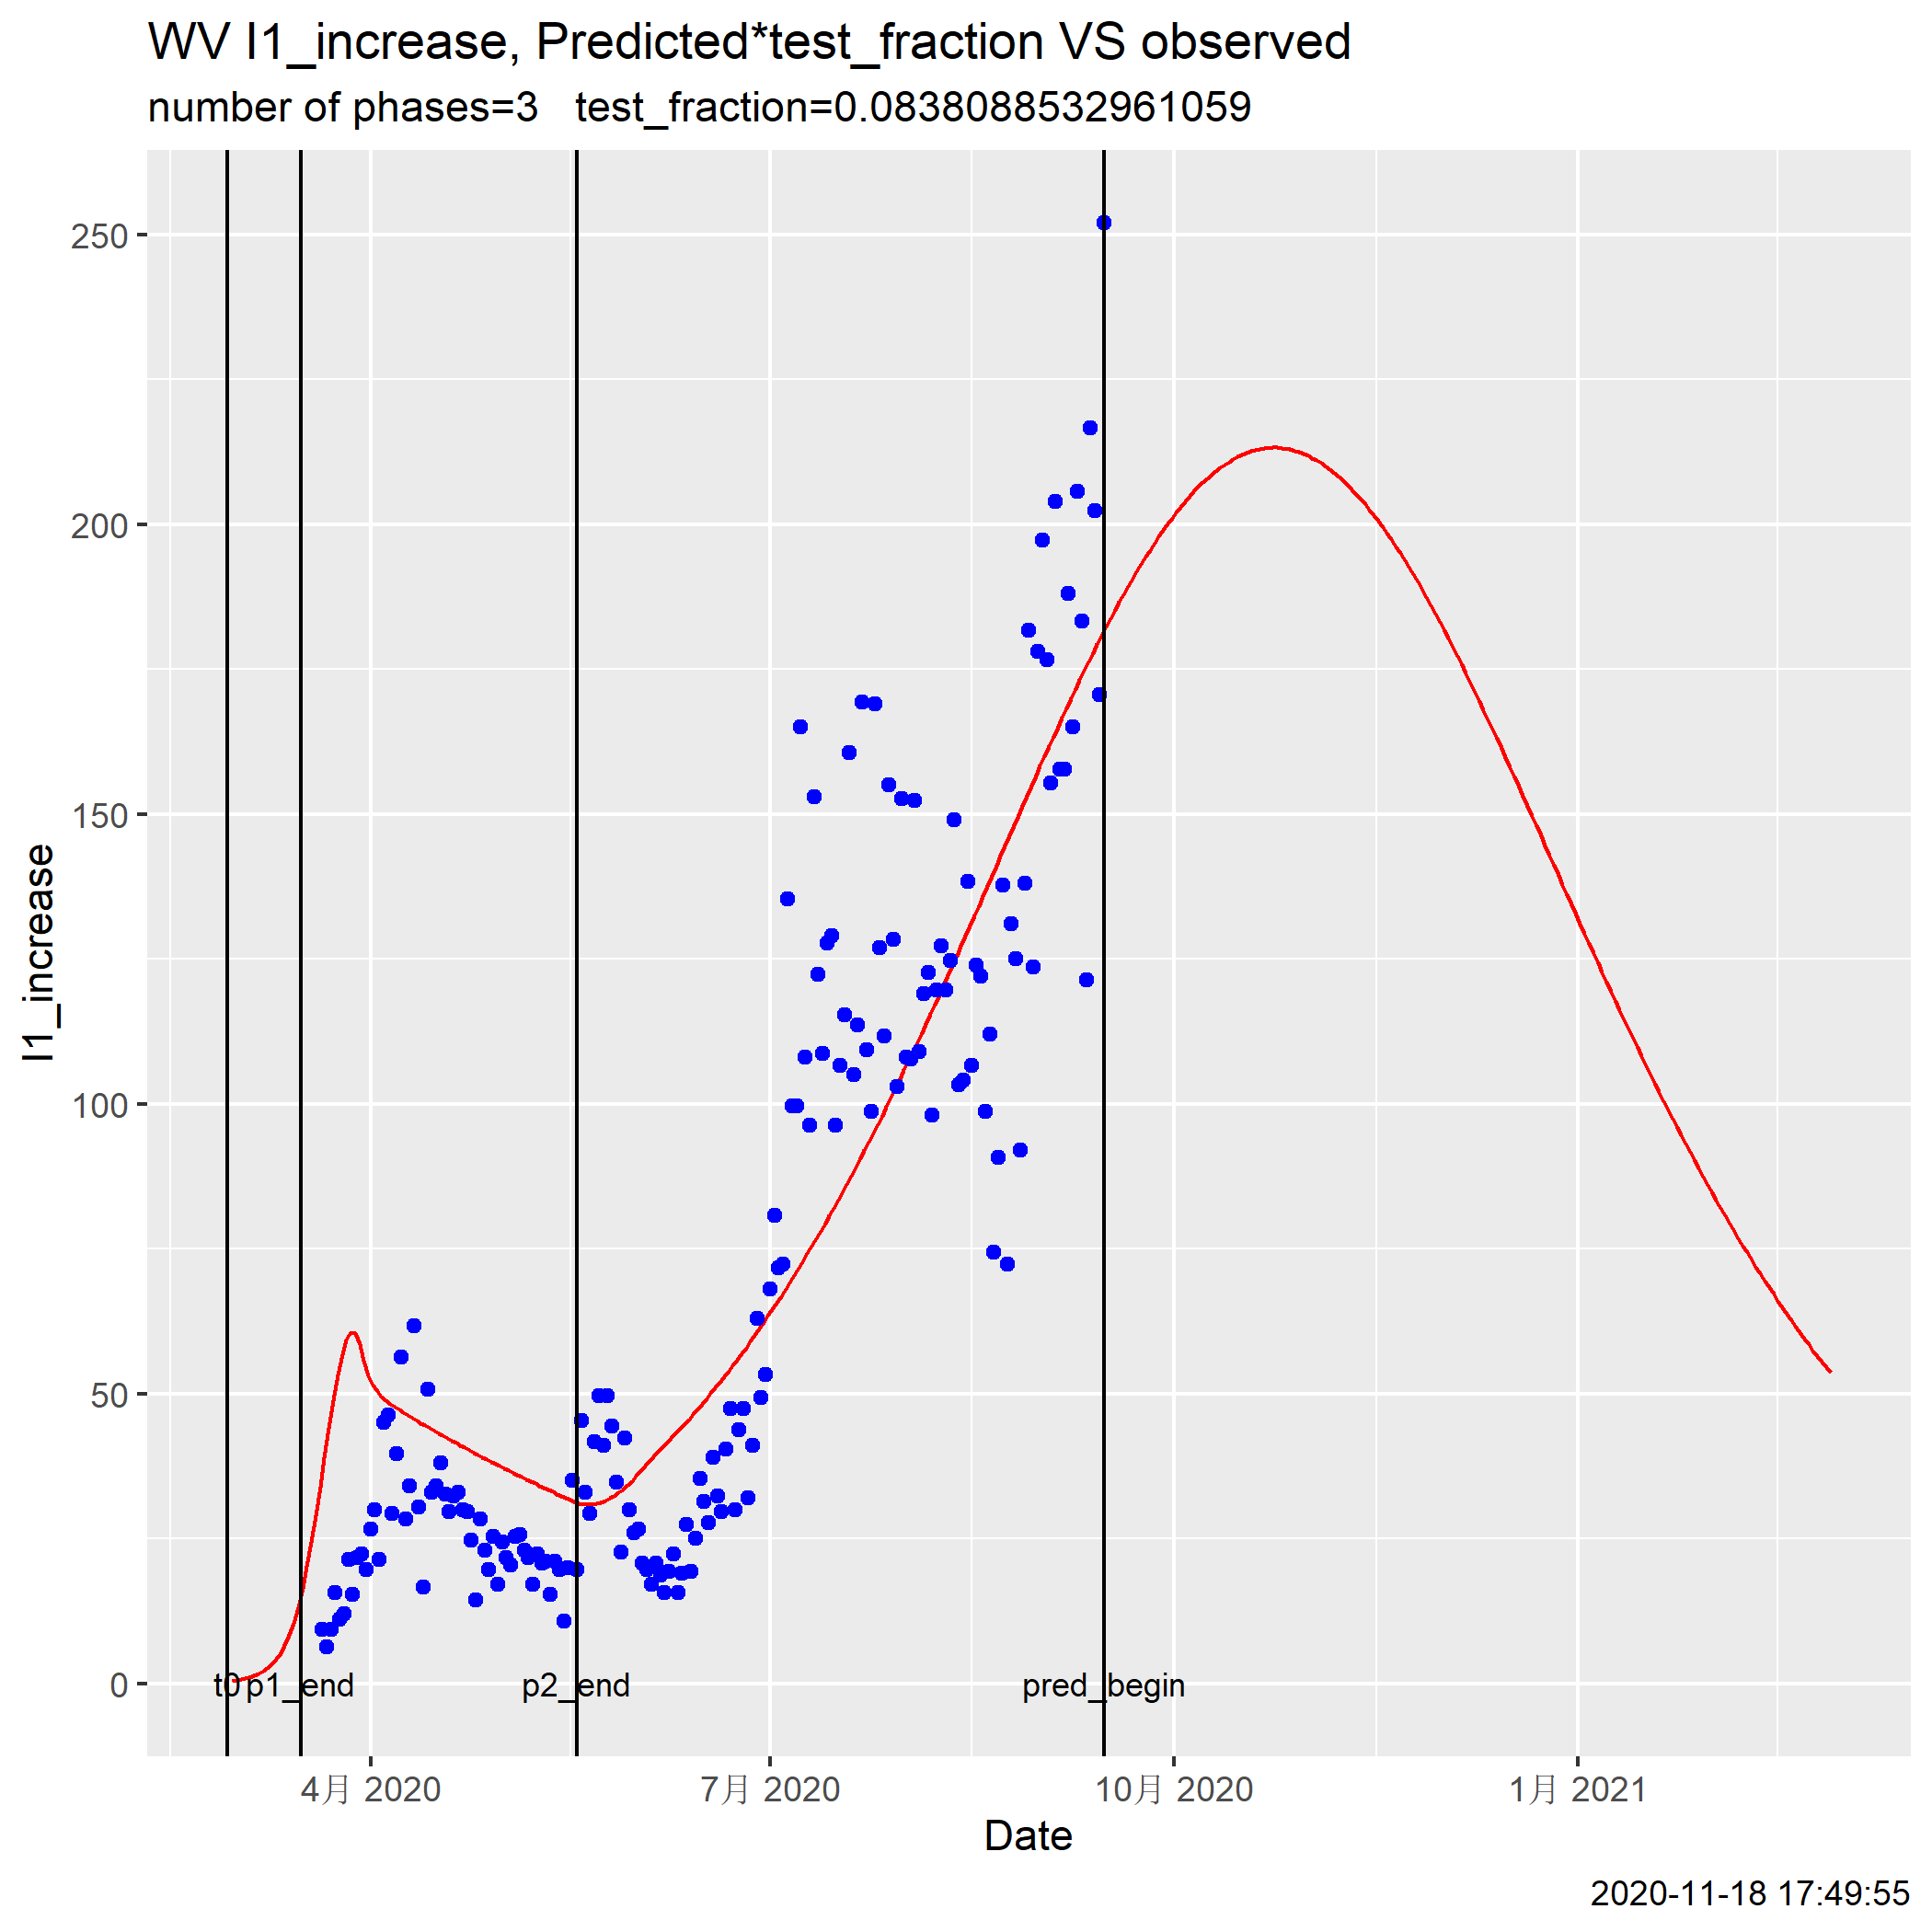 WV I1_increase, Predicted*test_fraction VS observed
number of phases=3   test_fraction=0.0838088532961059
I1_increase
250
200
150
100
50
0
t0 p1_end p2_end pred_begin
4月 2020 7月 2020 10月 2020 1月 2021
Date
2020-11-18 17:49:55